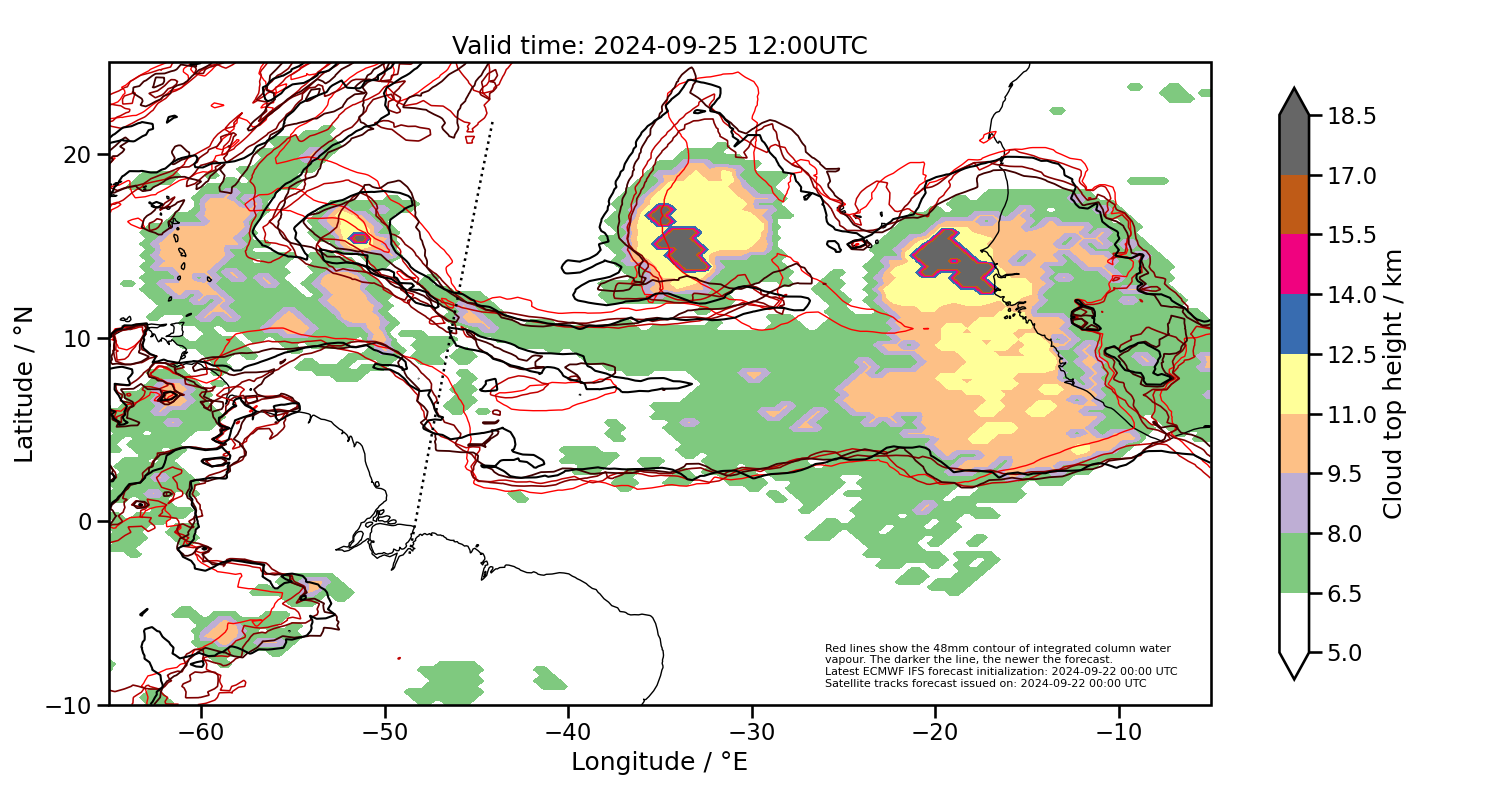 Valid time: 2024-09-25 12:00UTC
20
10
0
−10
−60
−50
−40
−30
−20
−10
Latitude / °N
Longitude / °E
Red lines show the 48mm contour of integrated column water
vapour. The darker the line, the newer the forecast.
Latest ECMWF IFS forecast initialization: 2024-09-22 00:00 UTC
Satellite tracks forecast issued on: 2024-09-22 00:00 UTC
18.5
17.0
15.5
14.0
12.5
11.0
9.5
8.0
6.5
5.0
Cloud top height / km